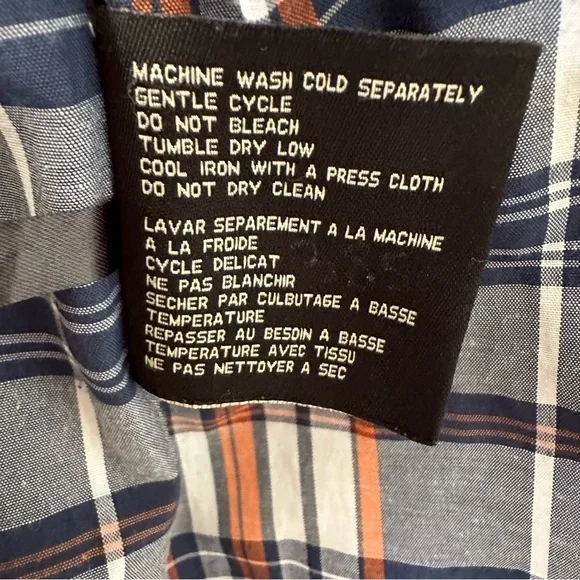 MACHINE WASH COLD SEPARATELY
GENTLE CYCLE
DO NOT BLEACH
TUMBLE DRY LOW
COOL IRON WITH A PRESS CLOTH
DO NOT DRY CLEAN
LAVAR SEPAREMENT A LA MACHINE
A LA FROIDE
CYCLE DELICAT
NE PAS BLANCHIR
SECHER PAR CULBUTAGE A BASSE
TEMPERATURE
REPASSER AU BESOIN A BASSE
TEMPERATURE AVEC TISSU
NE PAS NETTOYER A SEC